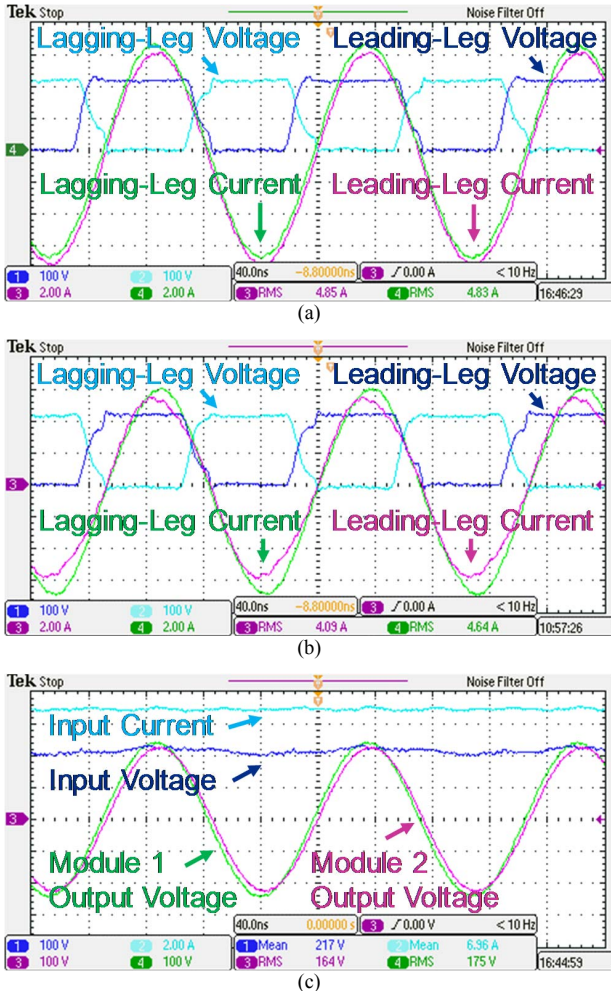 Tek Stop Noise Filter Off
Lagging-Leg Voltage Leading-Leg Voltage
4
Lagging-Leg Current Leading-Leg Current
1 100 V 2 100 V 40.0ns -8.80000ns 3 ∫ 0.00 A < 10 Hz
3 2.00 A 4 2.00 A 3 RMS 4.85 A 4 RMS 4.83 A 16:46:29
(a)
Tek Stop Noise Filter Off
Lagging-Leg Voltage Leading-Leg Voltage
3
Lagging-Leg Current Leading-Leg Current
1 100 V 2 100 V 40.0ns -8.80000ns 3 ∫ 0.00 A < 10 Hz
3 2.00 A 4 2.00 A 3 RMS 4.09 A 4 RMS 4.64 A 10:57:26
(b)
Tek Stop Noise Filter Off
Input Current
Input Voltage
3
Module 1 Module 2
Output Voltage Output Voltage
40.0ns 0.00000 s 3 ∫ 0.00 V < 10 Hz
1 100 V 2 2.00 A 1 Mean 217 V 2 Mean 6.96 A
3 100 V 4 100 V 3 RMS 164 V 4 RMS 175 V 16:44:59
(c)